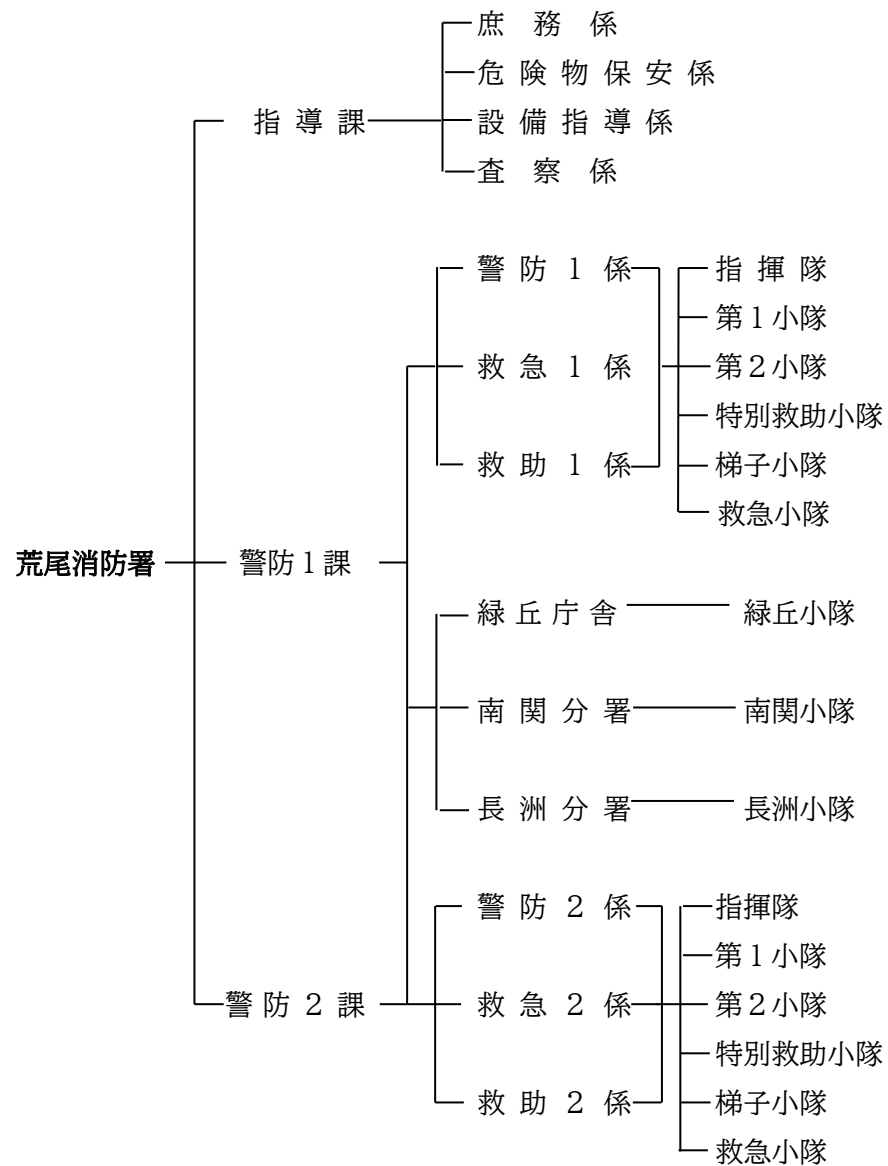 庶務係
危険物保安係
指導課
設備指導係
査察係
警防1係
指揮隊
第1小隊
救急1係
第2小隊
特別救助小隊
救助1係
梯子小隊
救急小隊
荒尾消防署
警防1課
緑丘庁舎
緑丘小隊
南関分署
南関小隊
長洲分署
長洲小隊
警防2係
指揮隊
第1小隊
警防2課
救急2係
第2小隊
特別救助小隊
救助2係
梯子小隊
救急小隊